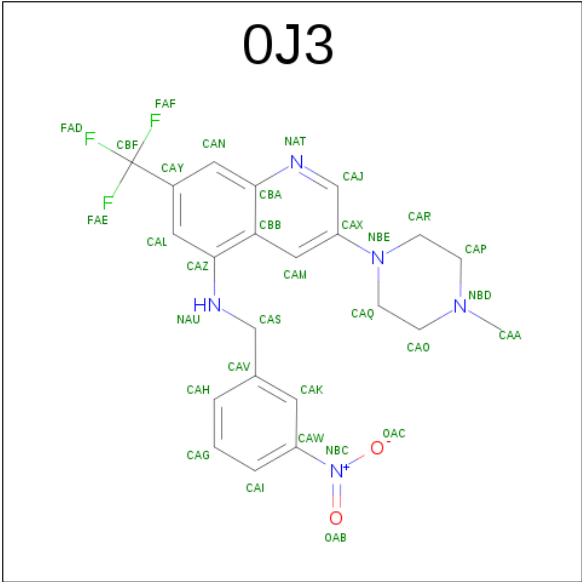 0J3
FAF
FAD
F
F
CBF
CAN
NAT
N
CAY
CAJ
F
FAE
CBA
CBB
CAX
CAR
CAL
NBE
CAP
CAZ
CAM
N
NBD
HN
NAU
CAS
CAQ
N
CAO
CAA
CAV
CAH
CAK
CAW
OAC
NBC
O-
CAG
N+
CAI
O
OAB